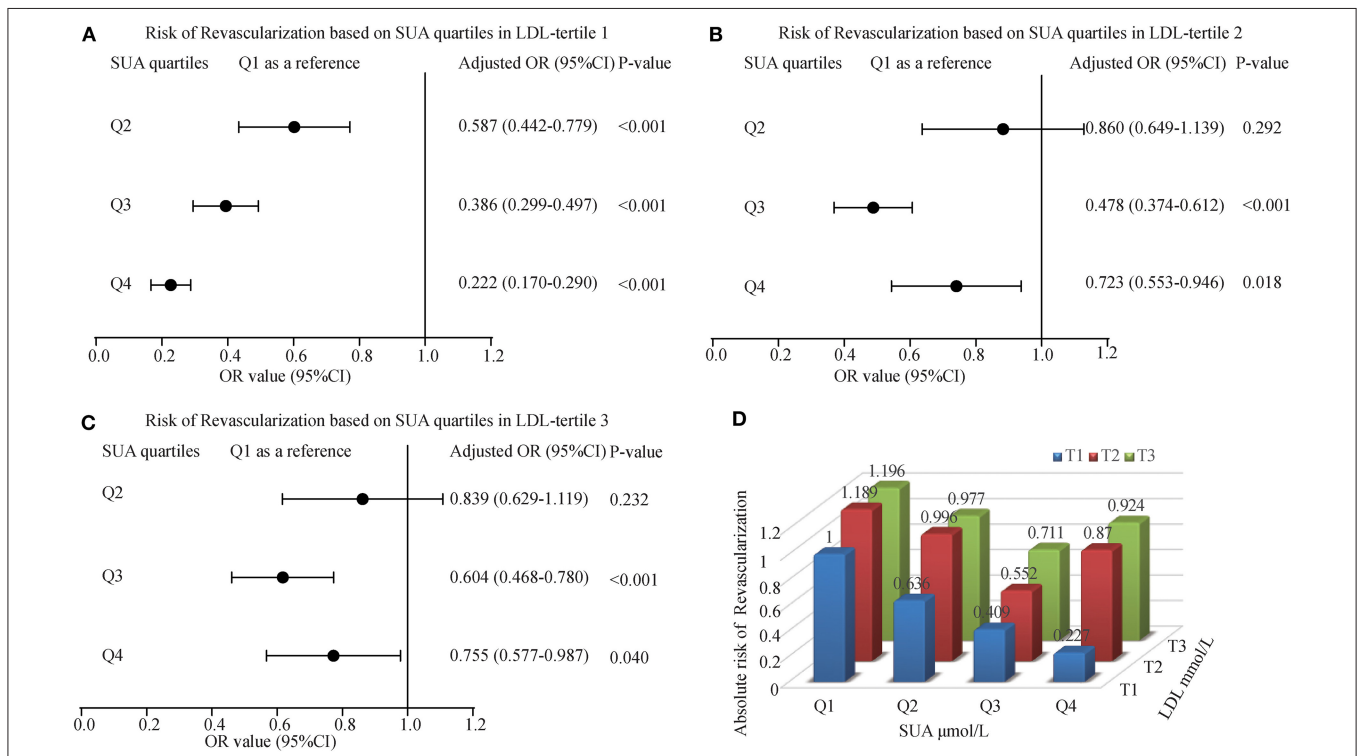 A Risk of Revascularization based on SUA quartiles in LDL-tertile 1
SUA quartiles Q1 as a reference Adjusted OR (95%CI) P-value
Q2 0.587 (0.442-0.779) <0.001
Q3 0.386 (0.299-0.497) <0.001
Q4 0.222 (0.170-0.290) <0.001
0.0 0.2 0.4 0.6 0.8 1.0 1.2
OR value (95%CI)
B Risk of Revascularization based on SUA quartiles in LDL-tertile 2
SUA quartiles Q1 as a reference Adjusted OR (95%CI) P-value
Q2 0.860 (0.649-1.139) 0.292
Q3 0.478 (0.374-0.612) <0.001
Q4 0.723 (0.553-0.946) 0.018
0.0 0.2 0.4 0.6 0.8 1.0 1.2
OR value (95%CI)
C Risk of Revascularization based on SUA quartiles in LDL-tertile 3
SUA quartiles Q1 as a reference Adjusted OR (95%CI) P-value
Q2 0.839 (0.629-1.119) 0.232
Q3 0.604 (0.468-0.780) <0.001
Q4 0.755 (0.577-0.987) 0.040
0.0 0.2 0.4 0.6 0.8 1.0 1.2
OR value (95%CI)
D
T1 T2 T3
Absolute risk of Revascularization
1.2
1
0.8
0.6
0.4
0.2
0
1.196 0.977 0.711 0.924
1.189 0.996 0.552 0.87
1 0.636 0.409 0.227
Q1 Q2 Q3 Q4
SUA μmol/L
T1
T2
T3
LDL mmol/L